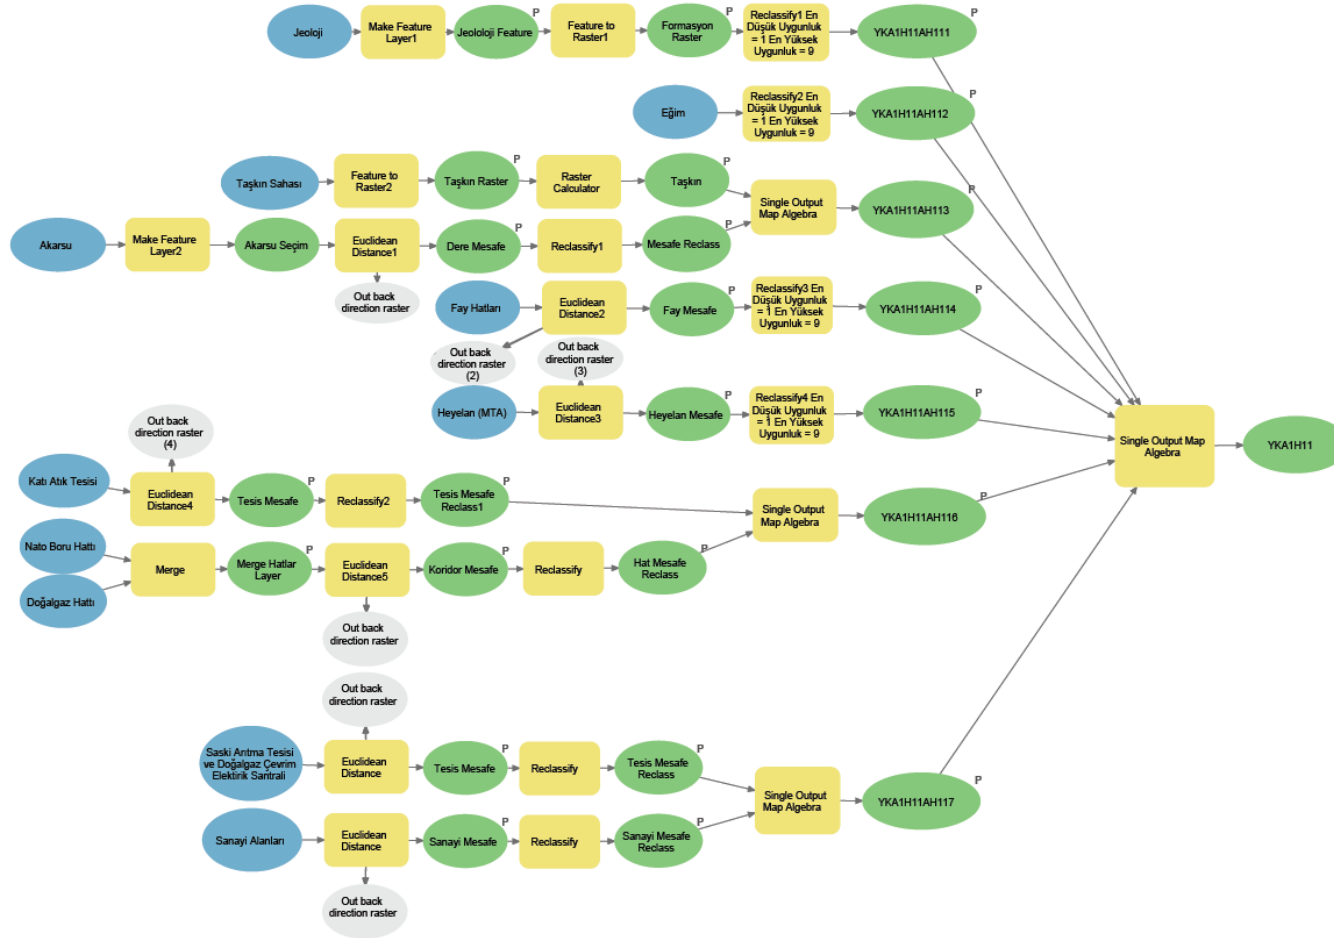 P
P
P
P
Jeoloji
Make Feature
Layer1
Jeololoji Feature
Feature to
Raster1
Formasyon
Raster
Reclassify1 En
Düşük Uygunluk
= 1 En Yüksek
Uygunluk = 9
YKA1H11AH111
P
Eğim
Reclassify2 En
Düşük Uygunluk
= 1 En Yüksek
Uygunluk = 9
YKA1H11AH112
P
P
P
Taşkın Sahası
Feature to
Raster2
Taşkın Raster
Raster
Calculator
Taşkın
Single Output
Map Algebra
YKA1H11AH113
P
Akarsu
Make Feature
Layer2
Akarsu Seçim
Euclidean
Distance1
P
Dere Mesafe
Reclassify1
P
Mesafe Reclass
Out back
direction raster
Fay Hatları
Euclidean
Distance2
P
Fay Mesafe
Reclassify3 En
Düşük Uygunluk
= 1 En Yüksek
Uygunluk = 9
YKA1H11AH114
P
Out back
direction raster
(2)
Out back
direction raster
(3)
Heyelan (MTA)
Euclidean
Distance3
P
Heyelan Mesafe
Reclassify4 En
Düşük Uygunluk
= 1 En Yüksek
Uygunluk = 9
YKA1H11AH115
P
Single Output Map
Algebra
YKA1H11
P
Out back
direction raster
(4)
Katı Atık Tesisi
Euclidean
Distance4
P
Tesis Mesafe
Reclassify2
P
Tesis Mesafe
Reclass1
Single Output
Map Algebra
YKA1H11AH116
P
Nato Boru Hattı
Doğalgaz Hattı
Merge
P
Merge Hatlar
Layer
Euclidean
Distance5
P
Koridor Mesafe
Reclassify
P
Hat Mesafe
Reclass
Out back
direction raster
Out back
direction raster
Saski Arıtma Tesisi
ve Doğalgaz Çevrim
Elektirik Santrali
Euclidean
Distance
P
Tesis Mesafe
Reclassify
P
Tesis Mesafe
Reclass
Single Output
Map Algebra
YKA1H11AH117
P
Sanayi Alanları
Euclidean
Distance
P
Sanayi Mesafe
Reclassify
P
Sanayi Mesafe
Reclass
Out back
direction raster